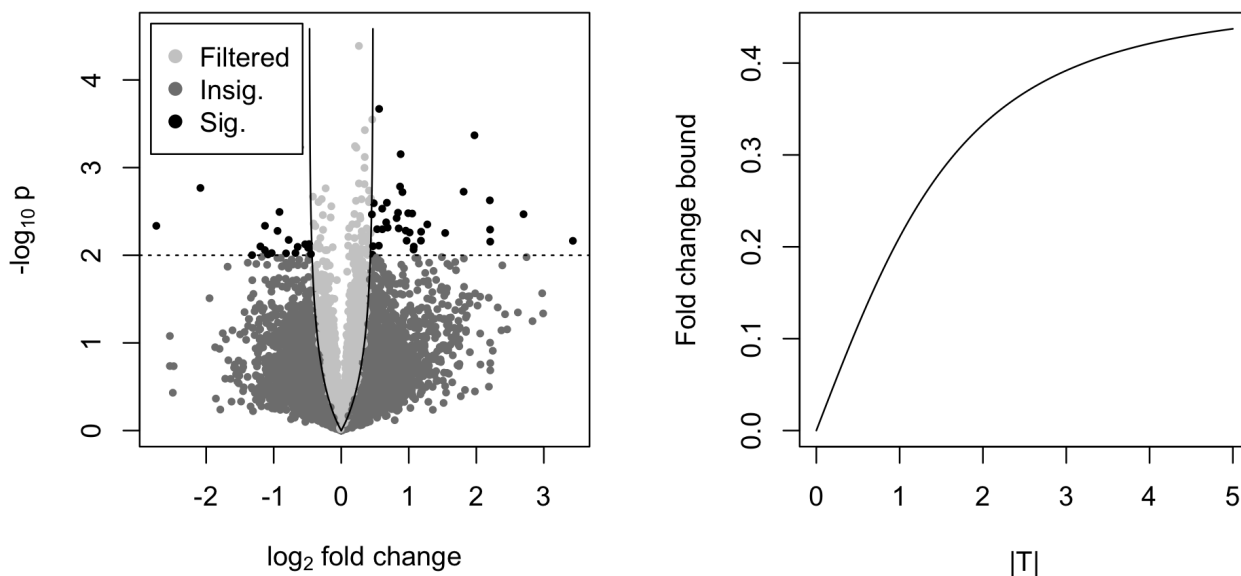 Filtered
Insig.
Sig.
4
3
2
1
0
-log10 p
-2 -1 0 1 2 3
log2 fold change
0.4
0.3
0.2
0.1
0.0
Fold change bound
0 1 2 3 4 5
|T|